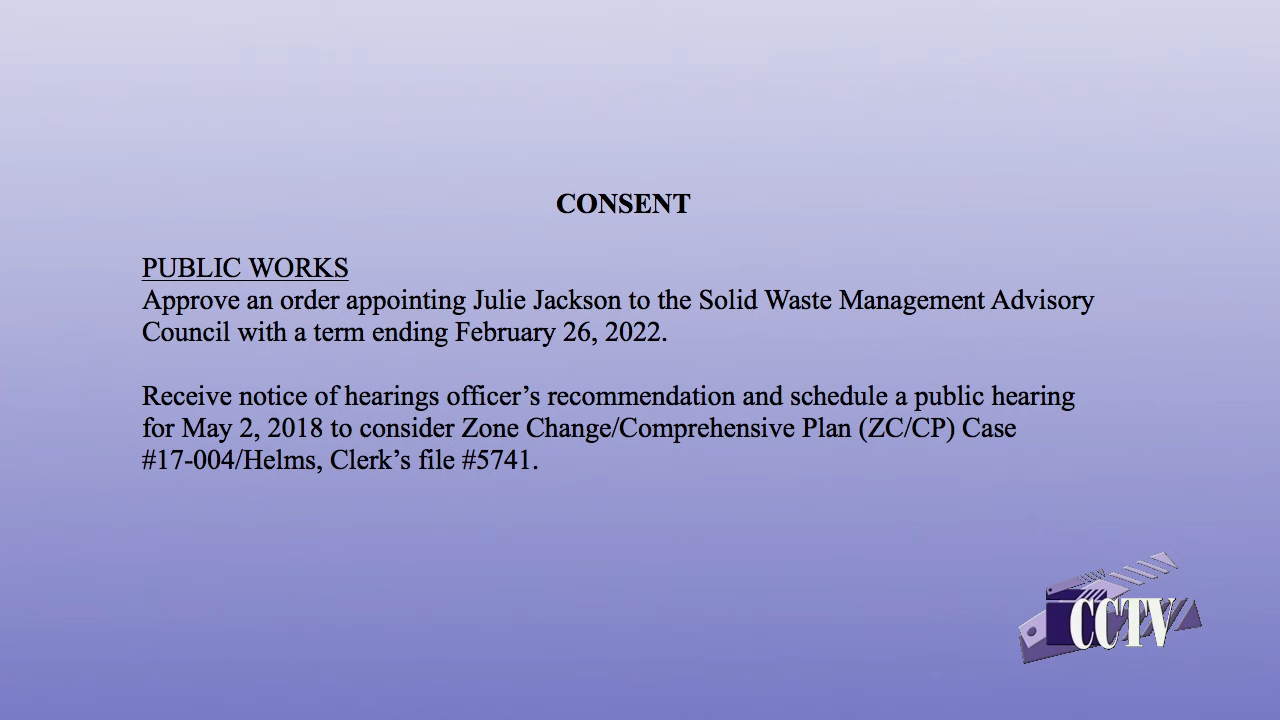 CONSENT
PUBLIC WORKS
Approve an order appointing Julie Jackson to the Solid Waste Management Advisory
Council with a term ending February 26, 2022.
Receive notice of hearings officer’s recommendation and schedule a public hearing
for May 2, 2018 to consider Zone Change/Comprehensive Plan (ZC/CP) Case
#17-004/Helms, Clerk’s file #5741.
CCTV